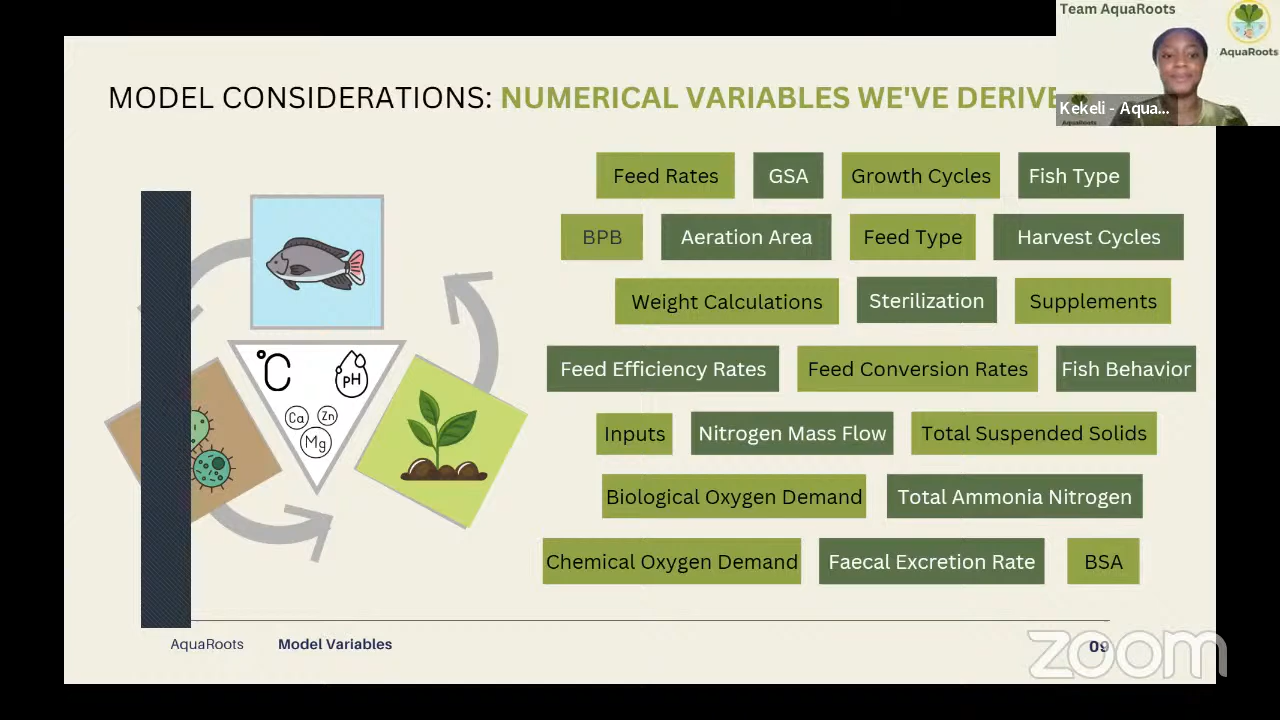 Team AquaRoots
AquaRoots
Kekeli - Aqua...
AquaRoots
MODEL CONSIDERATIONS: NUMERICAL VARIABLES WE'VE DERIVE
Feed Rates
GSA
Growth Cycles
Fish Type
BPB
Aeration Area
Feed Type
Harvest Cycles
Weight Calculations
Sterilization
Supplements
Feed Efficiency Rates
Feed Conversion Rates
Fish Behavior
Inputs
Nitrogen Mass Flow
Total Suspended Solids
Biological Oxygen Demand
Total Ammonia Nitrogen
Chemical Oxygen Demand
Faecal Excretion Rate
BSA
°C
pH
Ca
Zn
Mg
AquaRoots
Model Variables
09
zoom